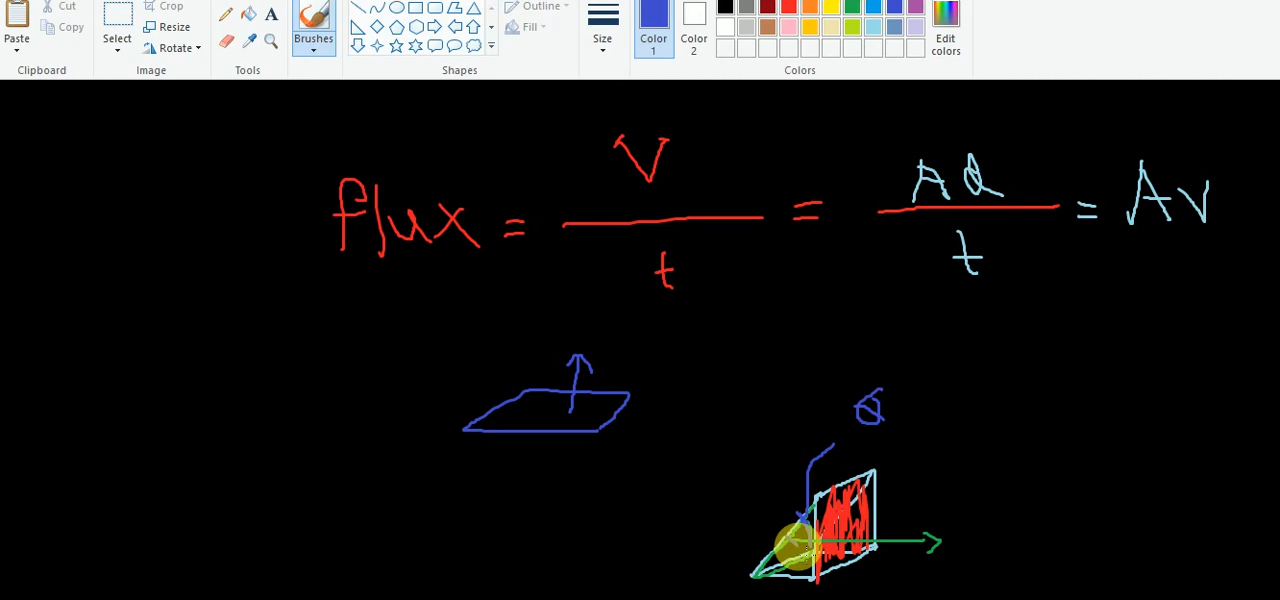 Cut
Crop
Outline
Copy
Resize
Fill
Paste
Select
Rotate
Brushes
Size
Color
1
Color
2
Edit
colors
Clipboard
Image
Tools
Shapes
Colors
flux = V / t = Ad / t = Av
θ